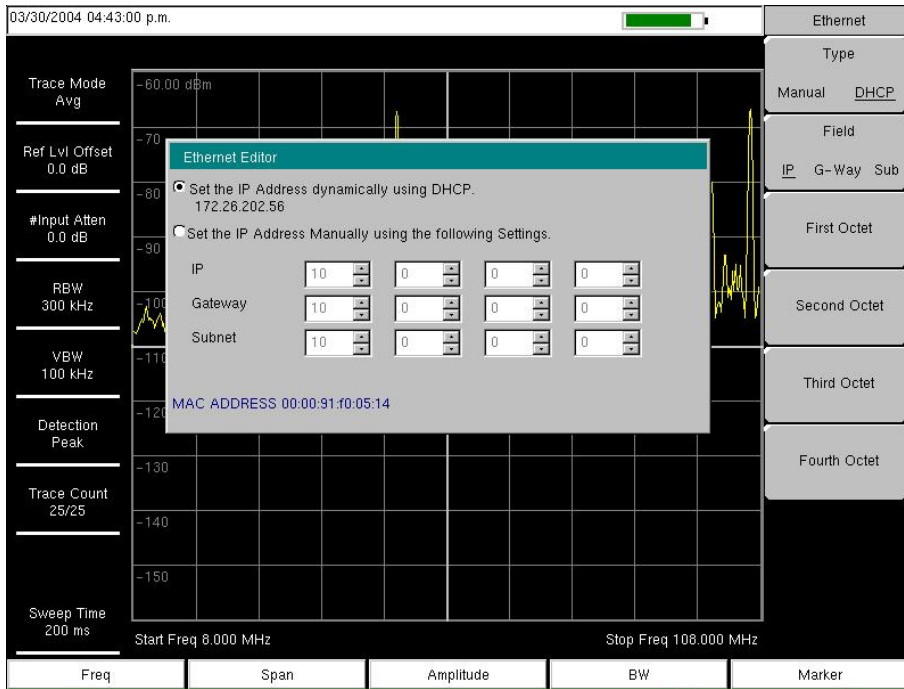 03/30/2004 04:43:00 p.m.
Ethernet
Type
Manual DHCP
Field
IP G-Way Sub
First Octet
Second Octet
Third Octet
Fourth Octet
Trace Mode
Avg
Ref Lvl Offset
0.0 dB
#Input Atten
0.0 dB
RBW
300 kHz
VBW
100 kHz
Detection
Peak
Trace Count
25/25
Sweep Time
200 ms
-60.00 dBm
-70
-80
-90
-100
-110
-120
-130
-140
-150
Ethernet Editor
Set the IP Address dynamically using DHCP.
172.26.202.56
Set the IP Address Manually using the following Settings.
IP 10 0 0 0
Gateway 10 0 0 0
Subnet 10 0 0 0
MAC ADDRESS 00:00:91:f0:05:14
Start Freq 8.000 MHz Stop Freq 108.000 MHz
Freq Span Amplitude BW Marker